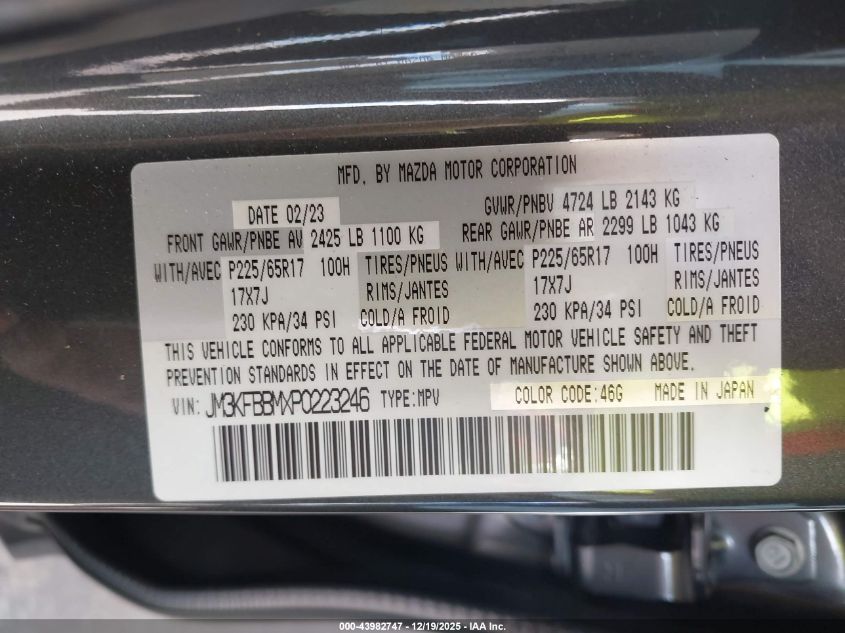 MFD. BY MAZDA MOTOR CORPORATION
DATE 02/23 GVWR/PNBV 4724 LB 2143 KG
FRONT GAWR/PNBE AV 2425 LB 1100 KG REAR GAWR/PNBE AR 2299 LB 1043 KG
WITH/AVEC P225/65R17 100H TIRES/PNEUS WITH/AVEC P225/65R17 100H TIRES/PNEUS
17X7J RIMS/JANTES 17X7J RIMS/JANTES
230 KPA/34 PSI COLD/A FROID 230 KPA/34 PSI COLD/A FROID
THIS VEHICLE CONFORMS TO ALL APPLICABLE FEDERAL MOTOR VEHICLE SAFETY AND THEFT
PREVENTION STANDARDS IN EFFECT ON THE DATE OF MANUFACTURE SHOWN ABOVE.
VIN: JM3KFBBMXP0223246 TYPE:MPV COLOR CODE:46G MADE IN JAPAN
000-43982747 - 12/19/2025 - IAA Inc.